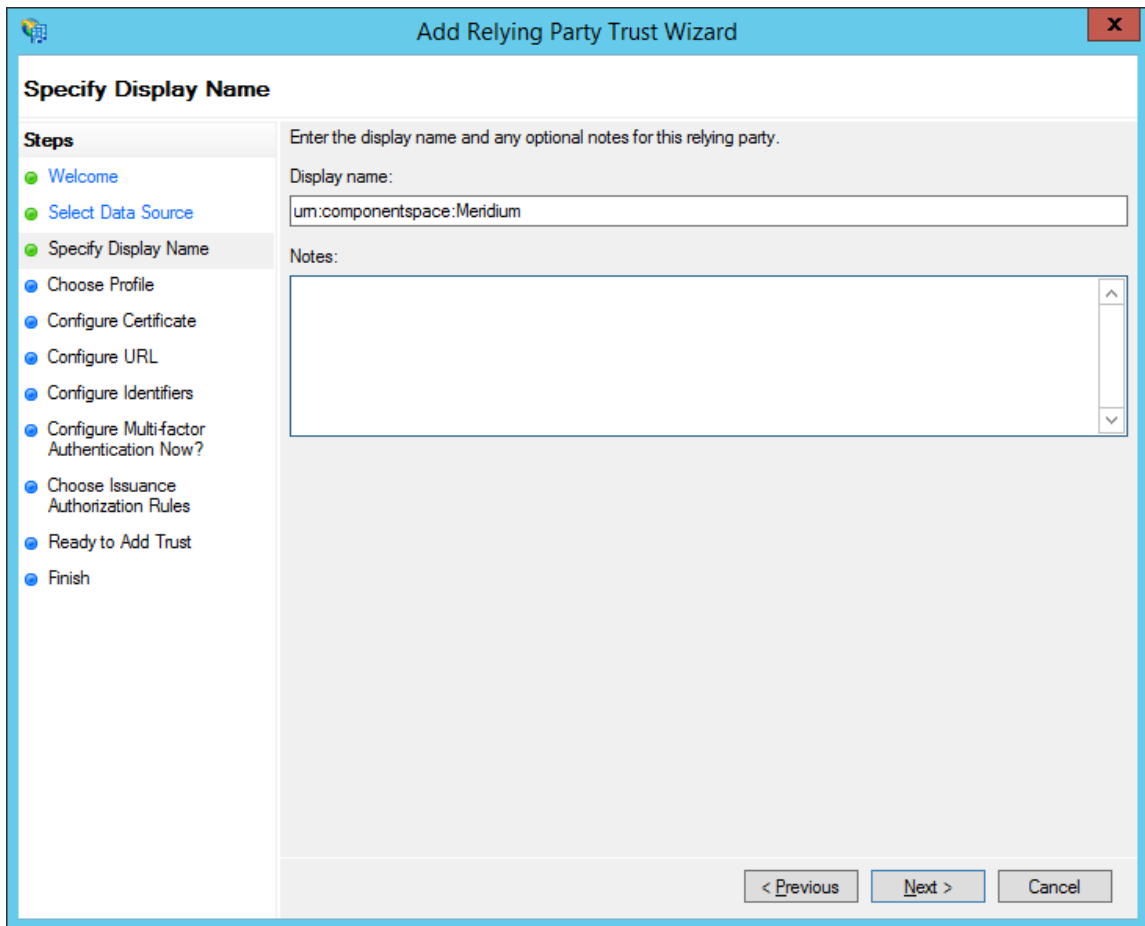 Add Relying Party Trust Wizard
x
Specify Display Name
Steps
Welcome
Select Data Source
Specify Display Name
Choose Profile
Configure Certificate
Configure URL
Configure Identifiers
Configure Multi-factor
Authentication Now?
Choose Issuance
Authorization Rules
Ready to Add Trust
Finish
Enter the display name and any optional notes for this relying party.
Display name:
urn:componentspace:Meridium
Notes:
< Previous
Next >
Cancel